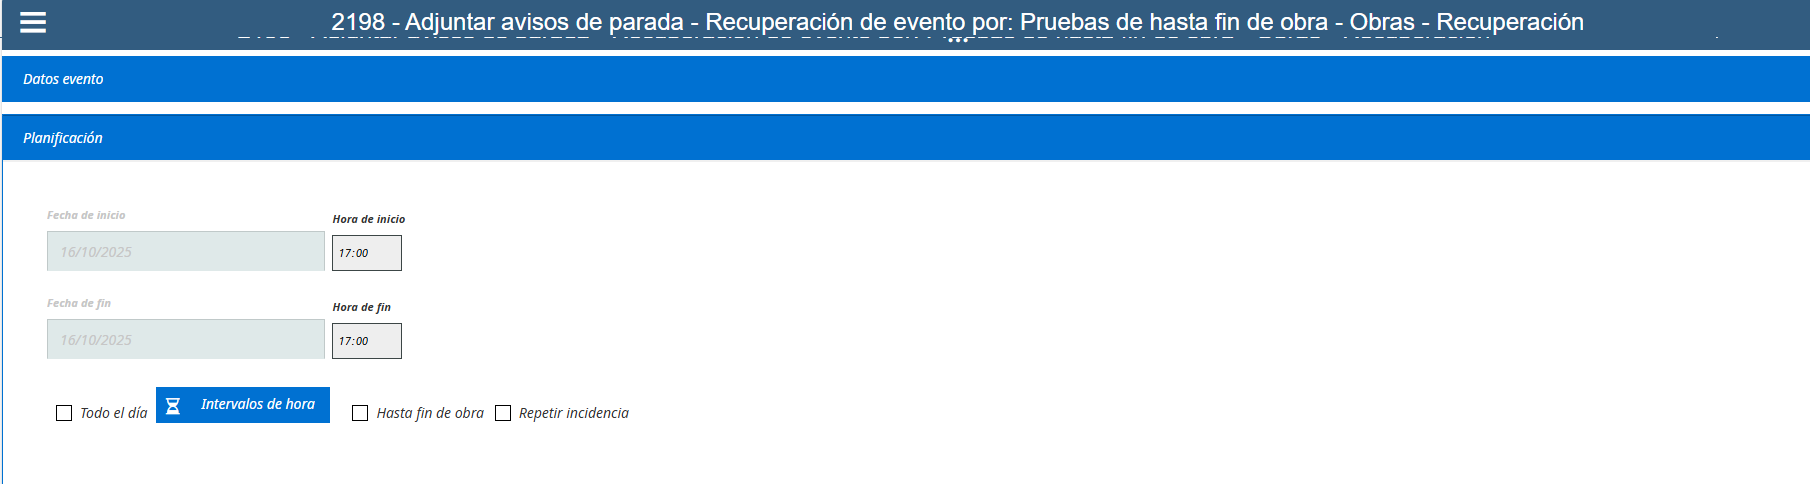 2198 - Adjuntar avisos de parada - Recuperación de evento por: Pruebas de hasta fin de obra - Obras - Recuperación
...
Datos evento
Planificación
Fecha de inicio
Hora de inicio
16/10/2025
17:00
Fecha de fin
Hora de fin
16/10/2025
17:00
Todo el día
Intervalos de hora
Hasta fin de obra
Repetir incidencia